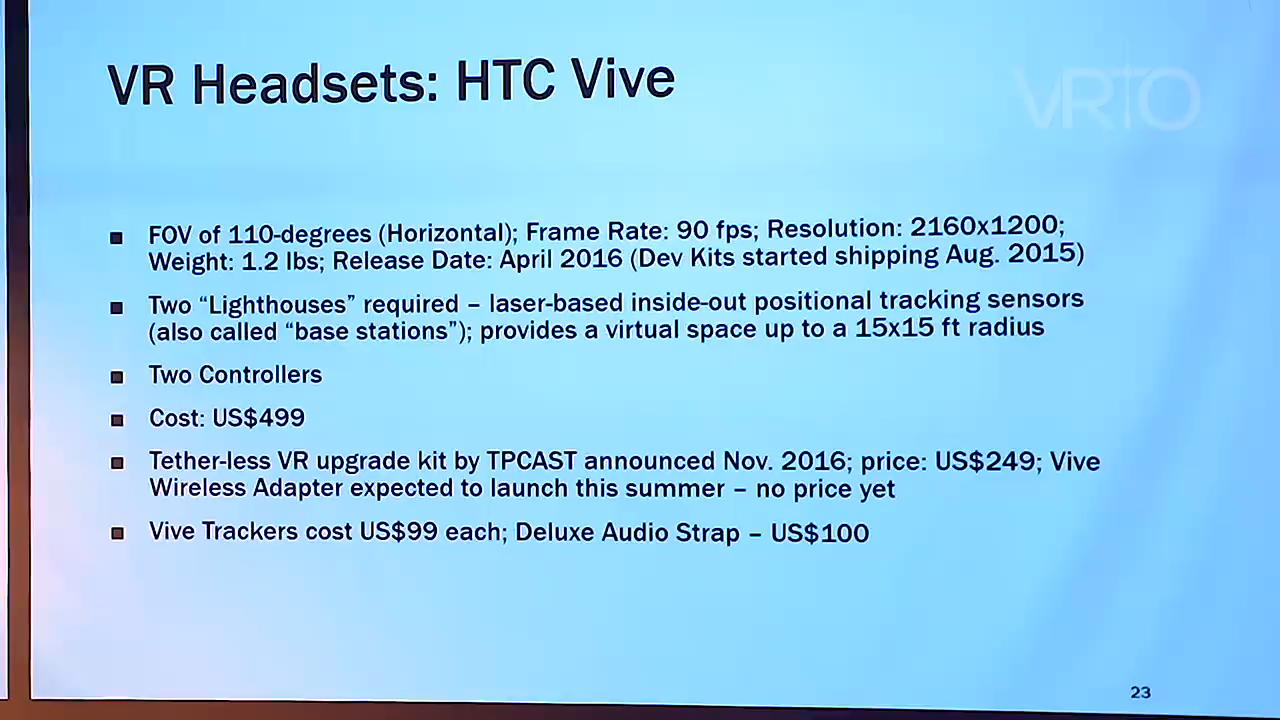 VR Headsets: HTC Vive
VRTO
FOV of 110-degrees (Horizontal); Frame Rate: 90 fps; Resolution: 2160x1200;
Weight: 1.2 lbs; Release Date: April 2016 (Dev Kits started shipping Aug. 2015)
Two “Lighthouses” required – laser-based inside-out positional tracking sensors
(also called “base stations”); provides a virtual space up to a 15x15 ft radius
Two Controllers
Cost: US$499
Tether-less VR upgrade kit by TPCAST announced Nov. 2016; price: US$249; Vive
Wireless Adapter expected to launch this summer – no price yet
Vive Trackers cost US$99 each; Deluxe Audio Strap – US$100
23